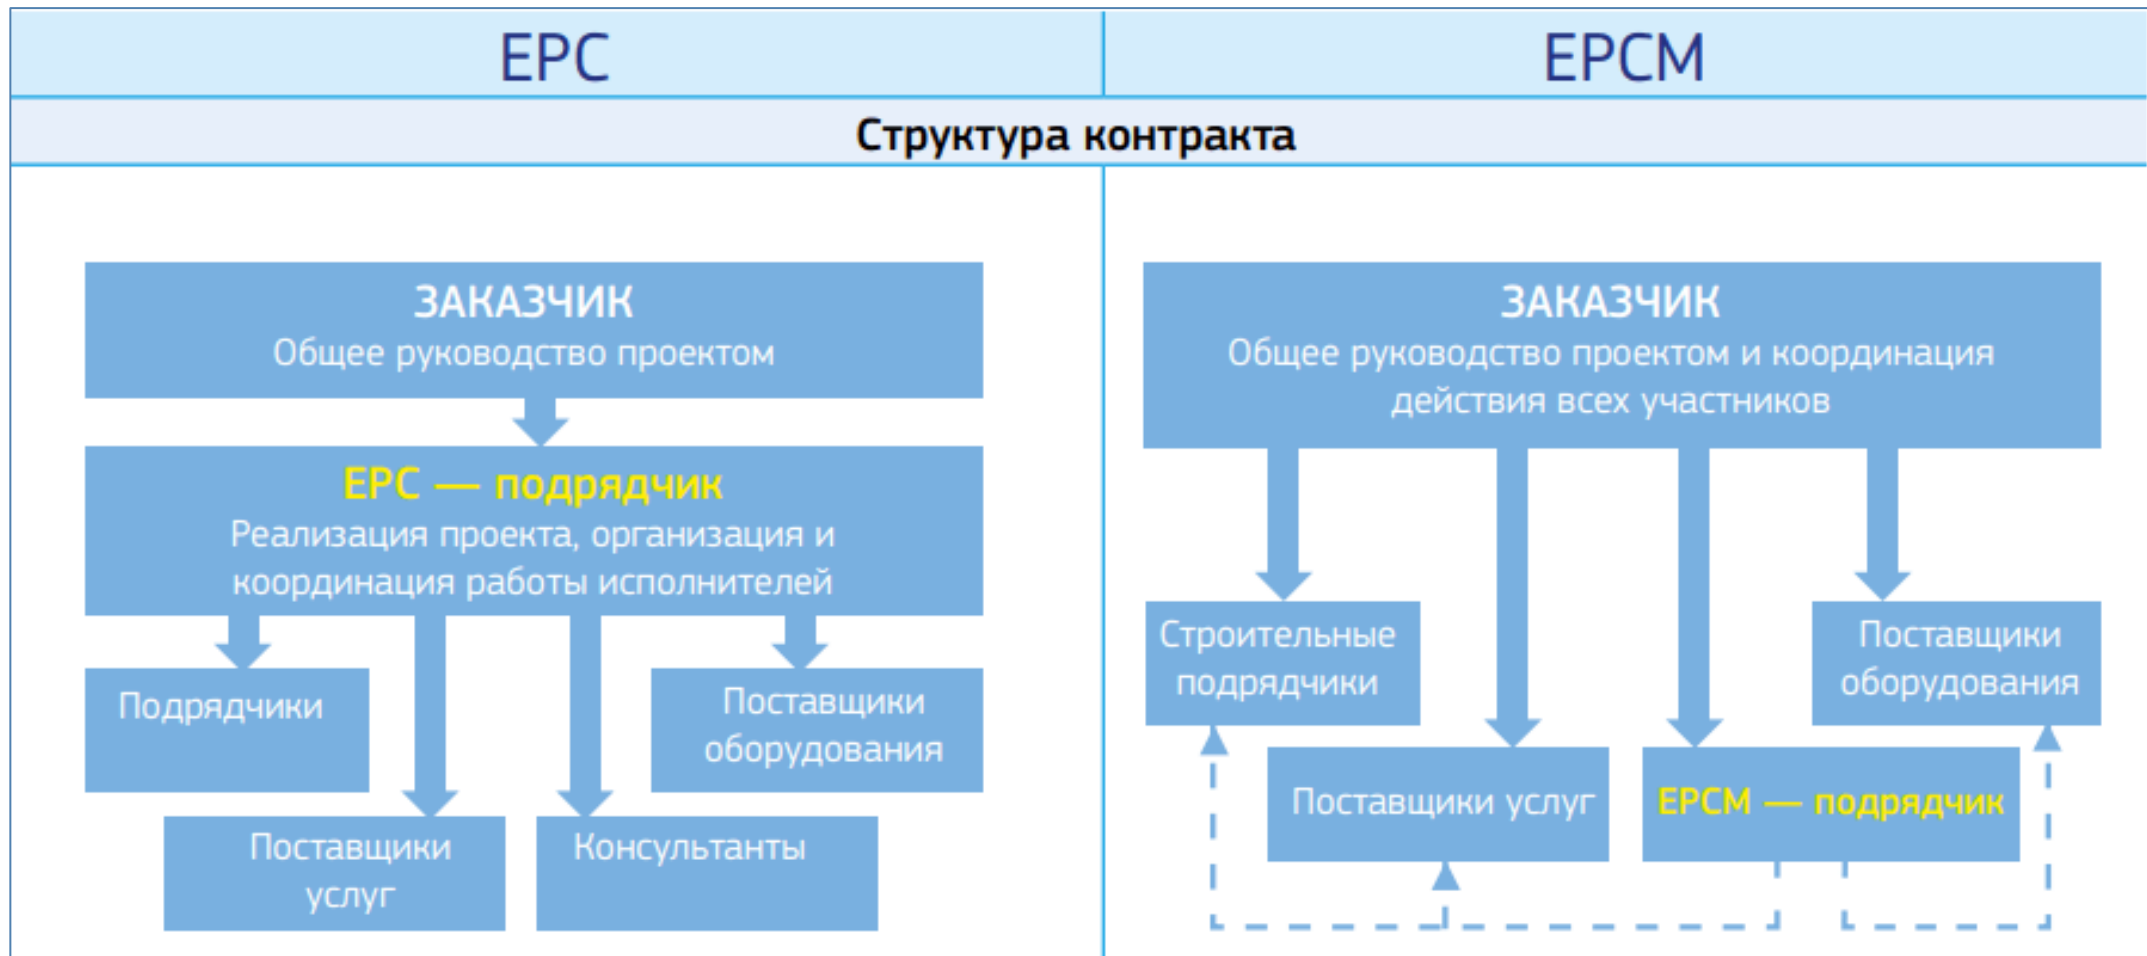 EPC
EPCM
Структура контракта
ЗАКАЗЧИК
Общее руководство проектом
EPC — подрядчик
Реализация проекта, организация и
координация работы исполнителей
Подрядчики
Поставщики
оборудования
Поставщики
услуг
Консультанты
ЗАКАЗЧИК
Общее руководство проектом и координация
действия всех участников
Строительные
подрядчики
Поставщики
оборудования
Поставщики услуг
EPCM — подрядчик